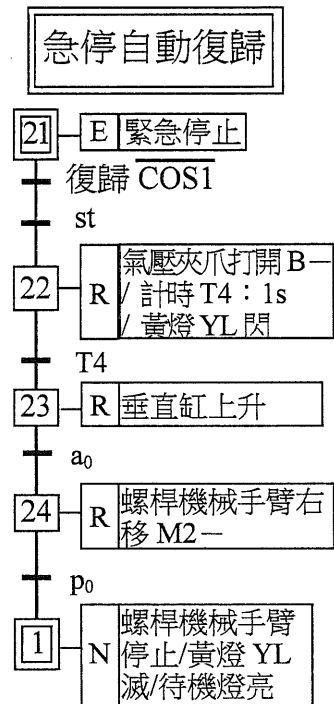 急停自動復歸
21 E 緊急停止
復歸 C̅O̅S̅1̅
st
22 R 氣壓夾爪打開 B－
/ 計時 T4：1s
/ 黃燈 YL 閃
T4
23 R 垂直缸上升
a₀
24 R 螺桿機械手臂右
移 M2－
p₀
1 N 螺桿機械手臂
停止/黃燈 YL
滅/待機燈亮